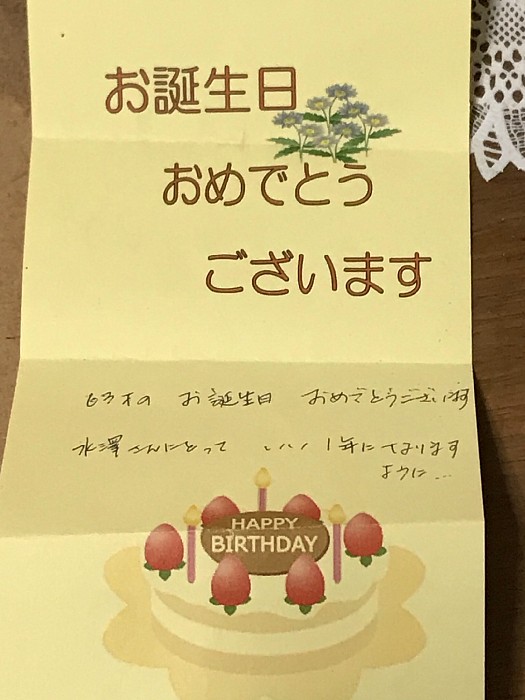 お誕生日
おめでとう
ございます
63才の お誕生日 おめでとうございます
水澤さんにとって いい 1年になります
ように…
HAPPY
BIRTHDAY